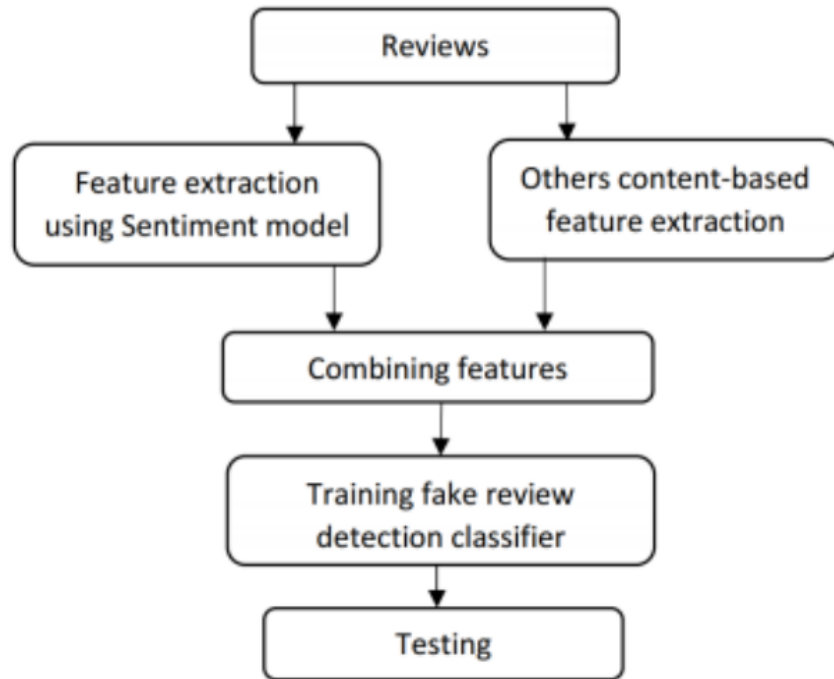 Reviews
Feature extraction
using Sentiment model
Others content-based
feature extraction
Combining features
Training fake review
detection classifier
Testing